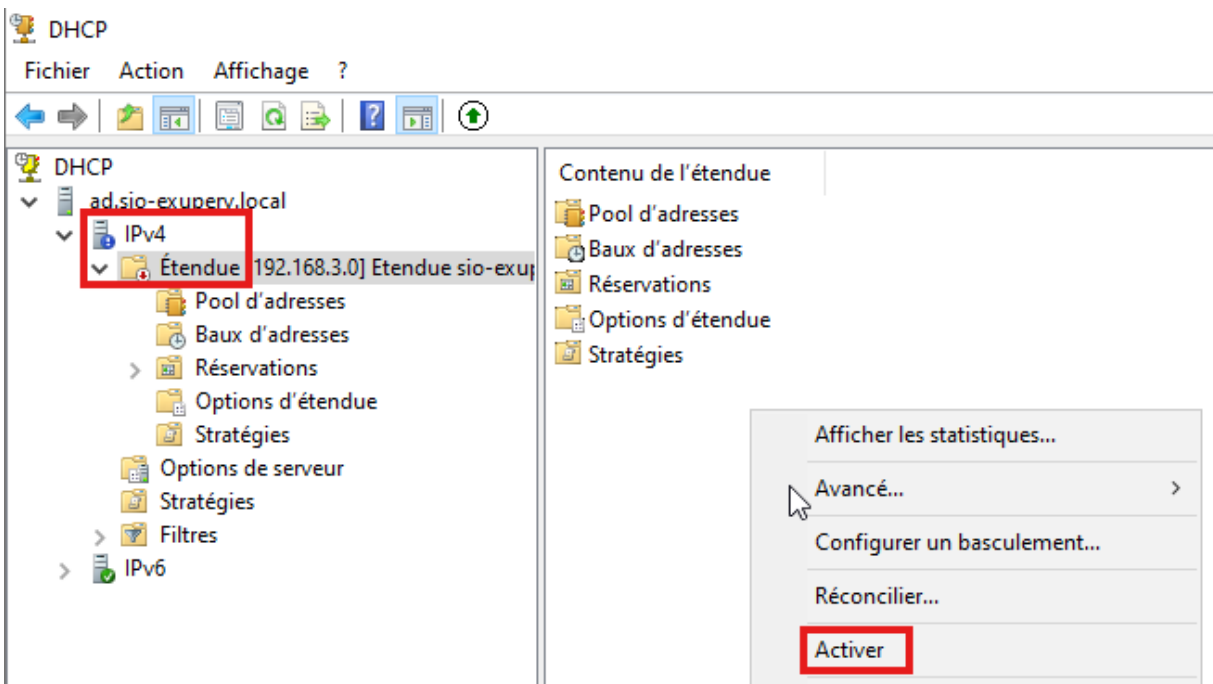 DHCP
Fichier Action Affichage ?
DHCP
ad.sio-exupery.local
IPv4
Étendue [192.168.3.0] Etendue sio-exup
Pool d'adresses
Baux d'adresses
Réservations
Options d'étendue
Stratégies
Options de serveur
Stratégies
Filtres
IPv6
Contenu de l'étendue
Pool d'adresses
Baux d'adresses
Réservations
Options d'étendue
Stratégies
Afficher les statistiques...
Avancé...
Configurer un basculement...
Réconcilier...
Activer